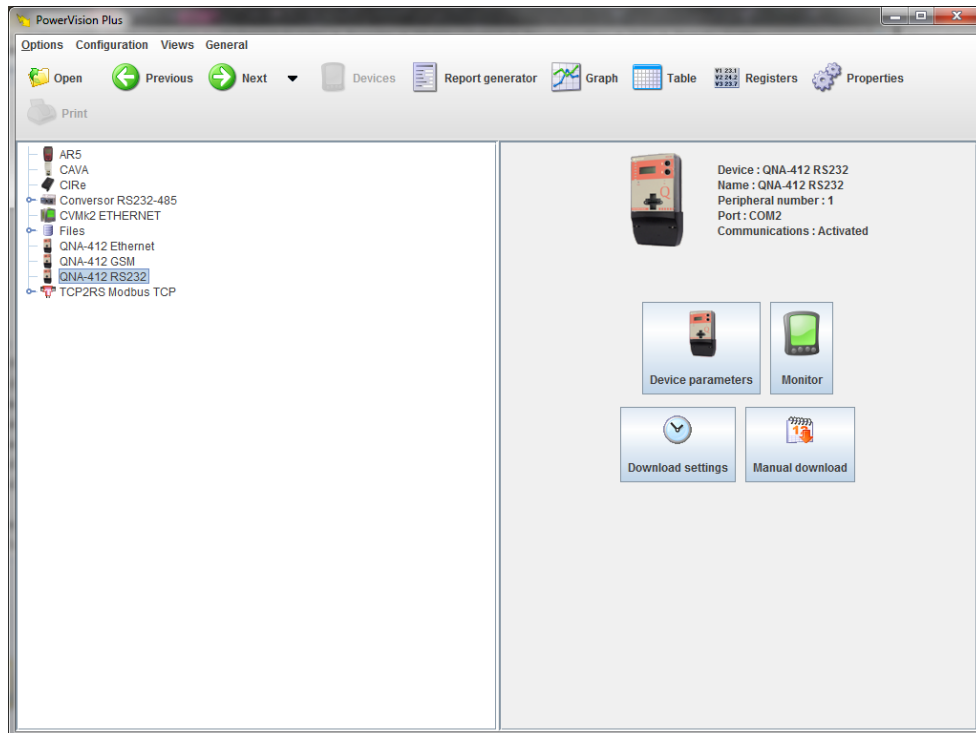 PowerVision Plus
Options Configuration Views General
Open Previous Next Devices Report generator Graph Table Registers Properties
Print
AR5
CAVA
CIRe
Conversor RS232-485
CVMk2 ETHERNET
Files
QNA-412 Ethernet
QNA-412 GSM
QNA-412 RS232
TCP2RS Modbus TCP
Device : QNA-412 RS232
Name : QNA-412 RS232
Peripheral number : 1
Port : COM2
Communications : Activated
Device parameters
Monitor
Download settings
Manual download